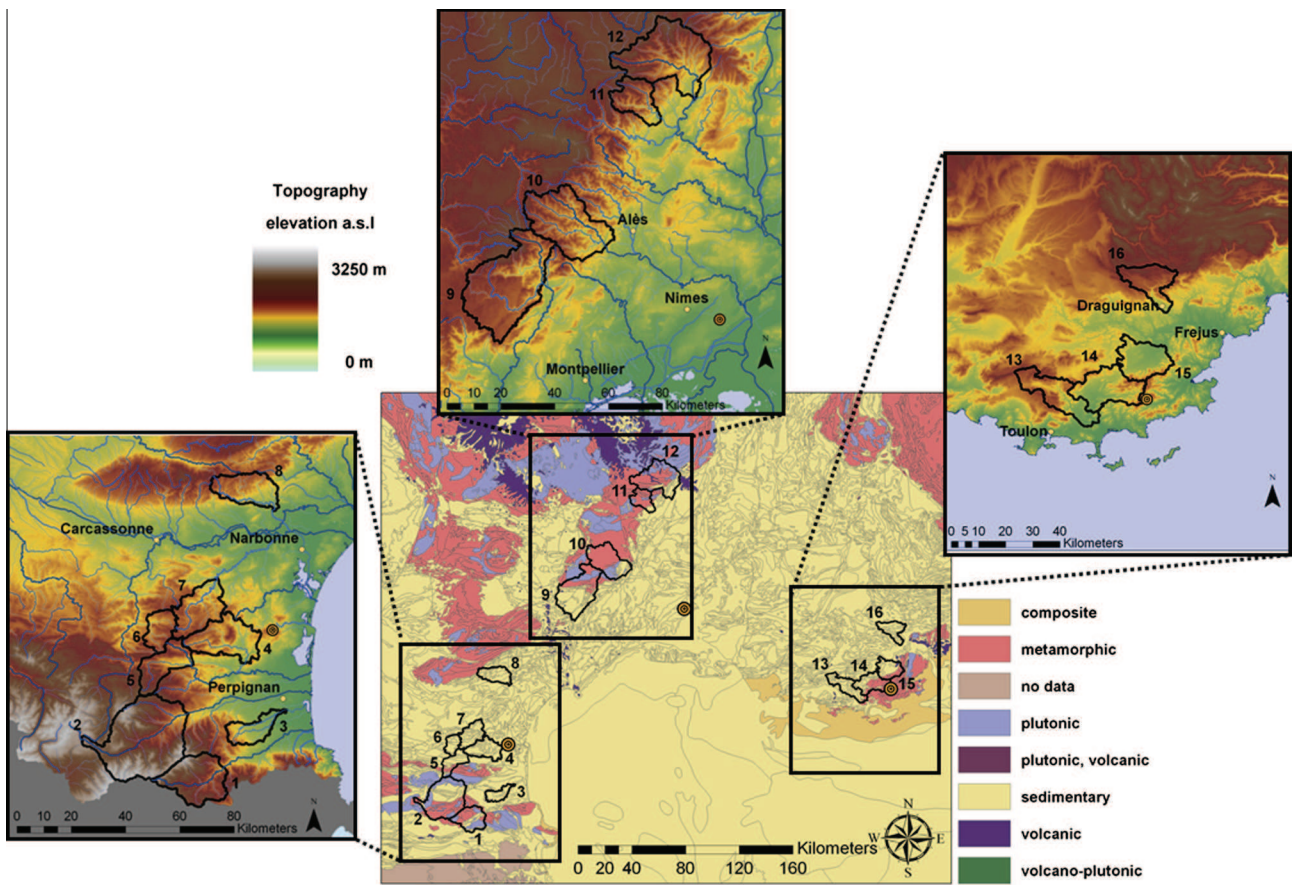 Topography
elevation a.s.l
3250 m
0 m
12
11
10
Alès
9
Nimes
Montpellier
N
0 20 40 60 80
Kilometers
16
Draguignan
Frejus
13
14
15
Toulon
N
0 5 10 20 30 40
Kilometers
8
Carcassonne
Narbonne
7
6
4
5
Perpignan
2
3
1
N
0 20 40 60 80
Kilometers
12
11
10
9
16
13 14
15
8
7
6
4
5
3
2
1
0 20 40 80 120 160
Kilometers
N
W E
S
composite
metamorphic
no data
plutonic
plutonic, volcanic
sedimentary
volcanic
volcano-plutonic